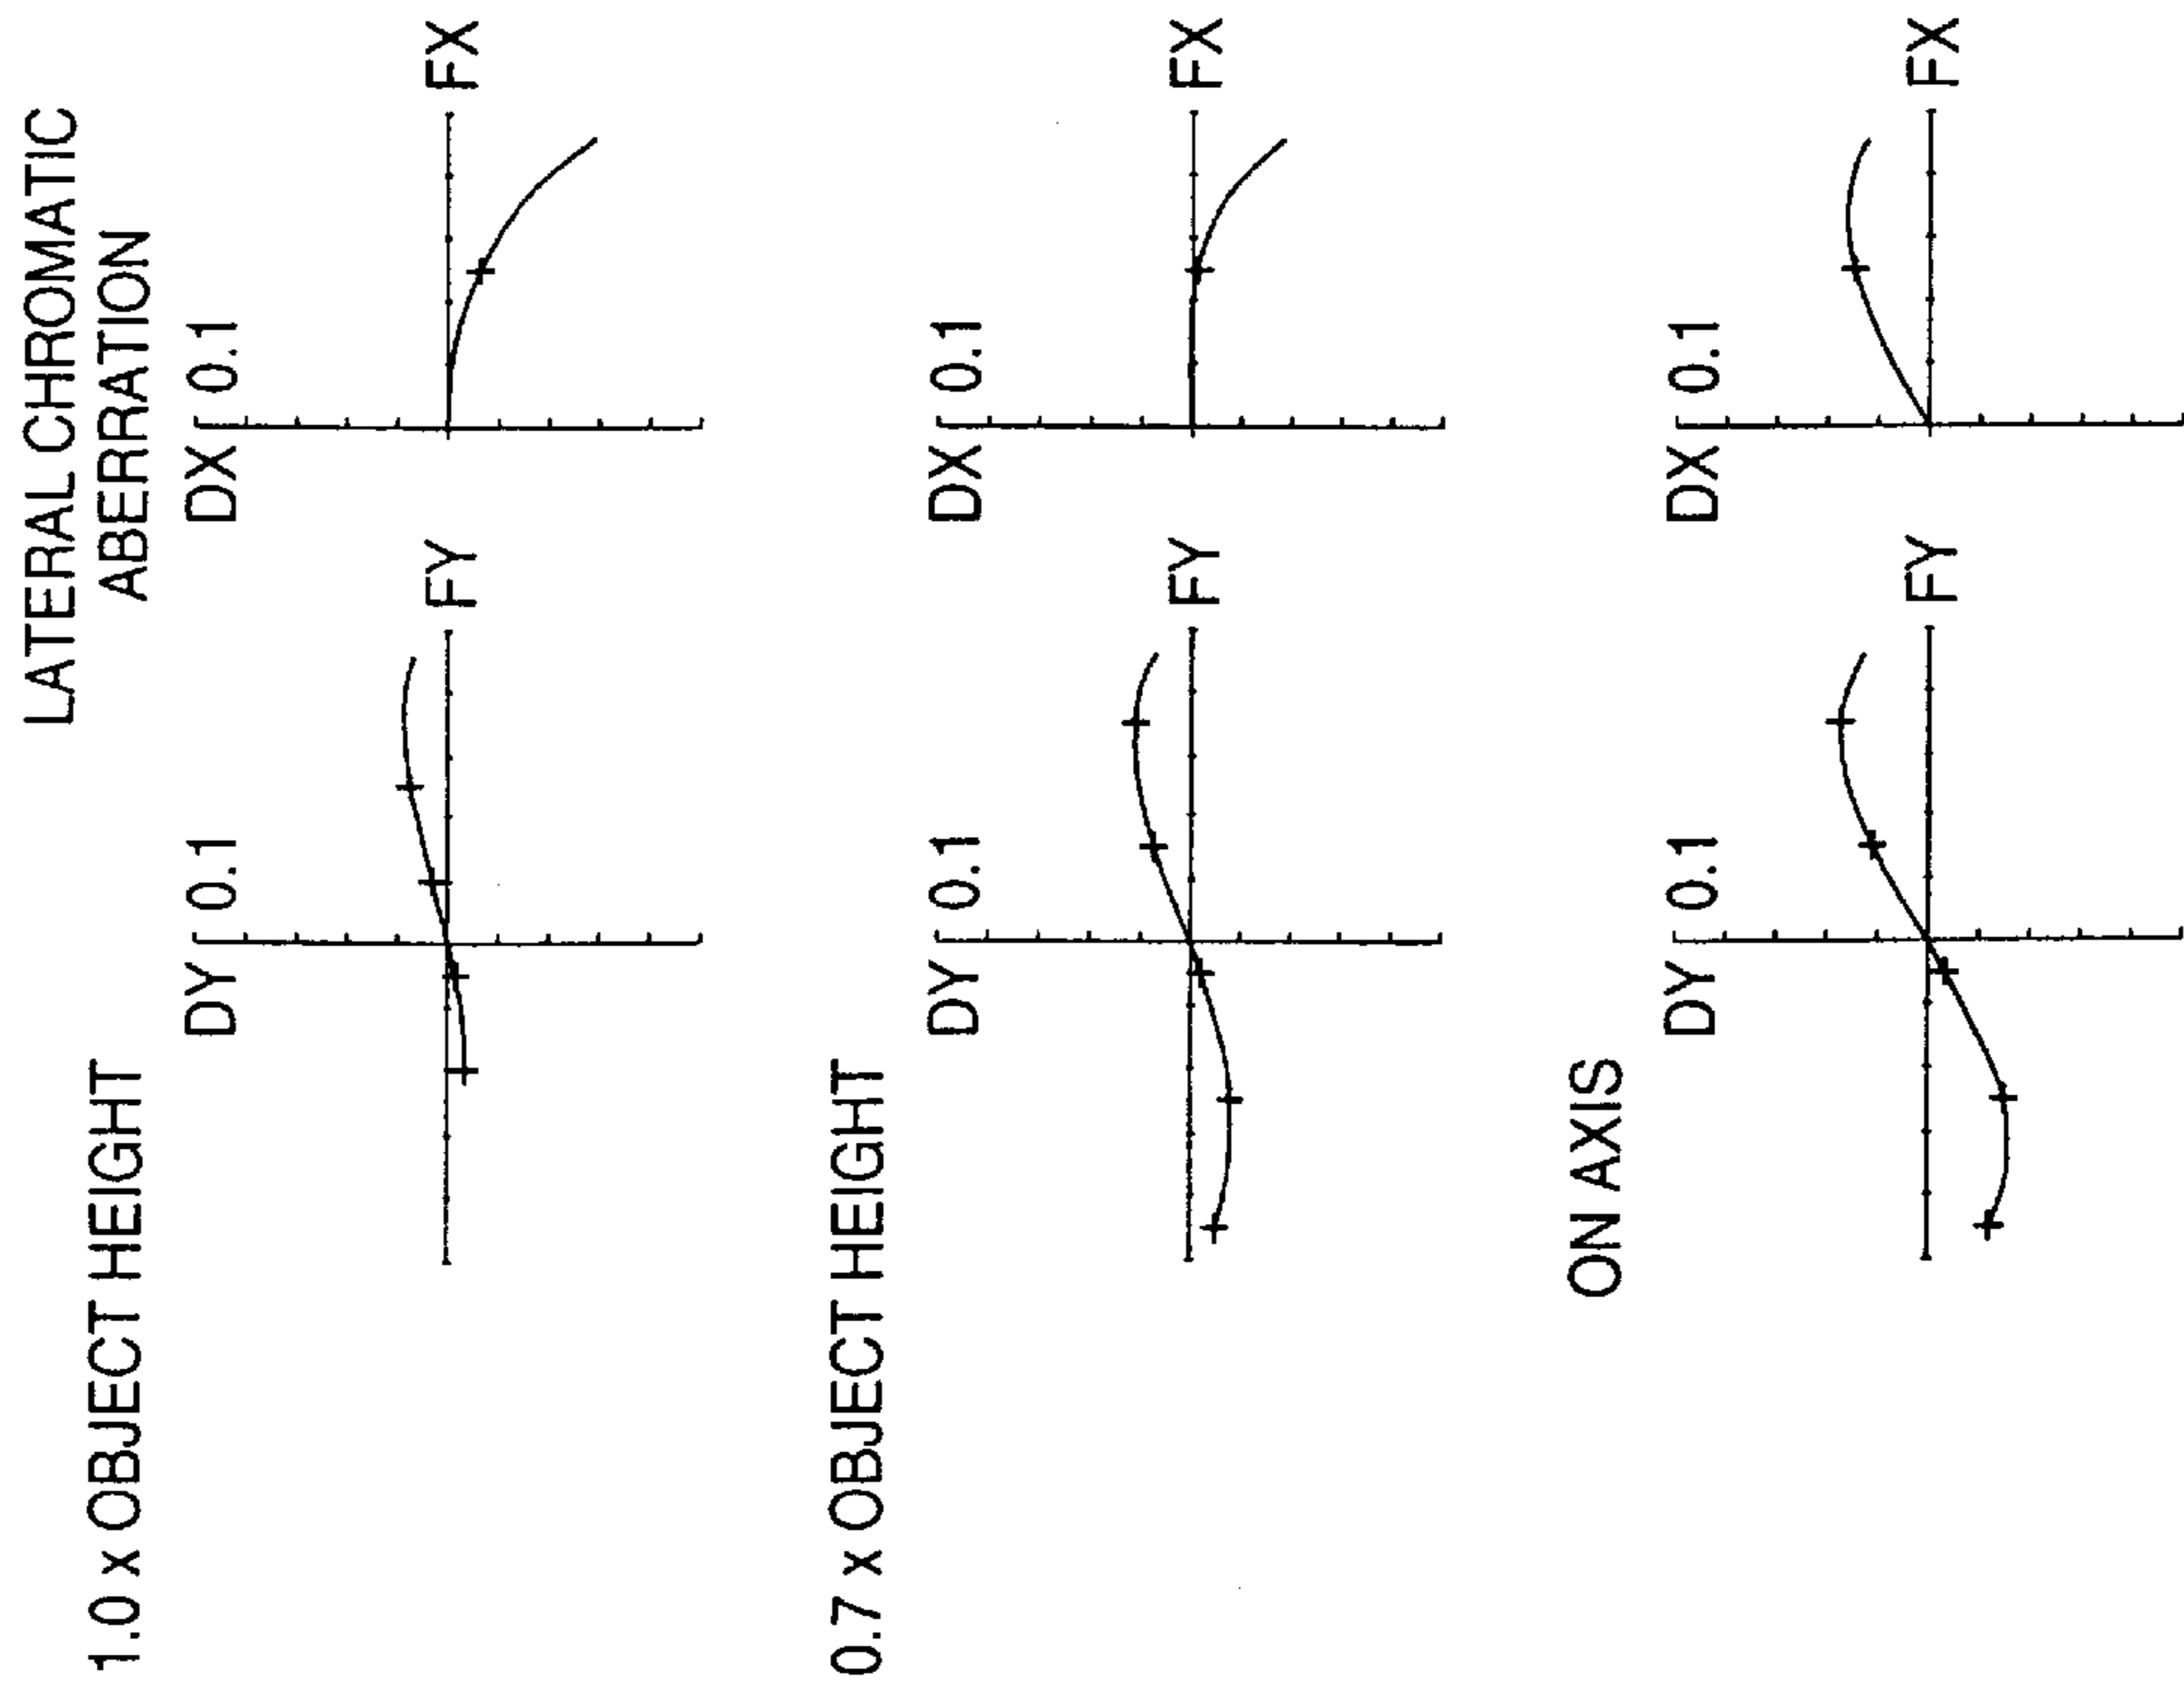 LATERAL CHROMATIC
ABERRATION
1.0 x OBJECT HEIGHT
DY 0.1
FY
DX 0.1
FX
0.7 x OBJECT HEIGHT
DY 0.1
FY
DX 0.1
FX
ON AXIS
DY 0.1
FY
DX 0.1
FX